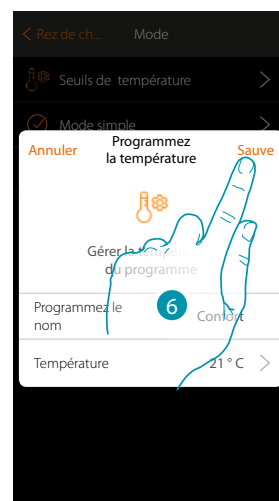 < Rez de ch... Mode
Seuils de température
Mode simple
Annuler Programmez la température Sauve
Gérer la température
du programme
Programmez le nom Confort
6
Température 21 ° C